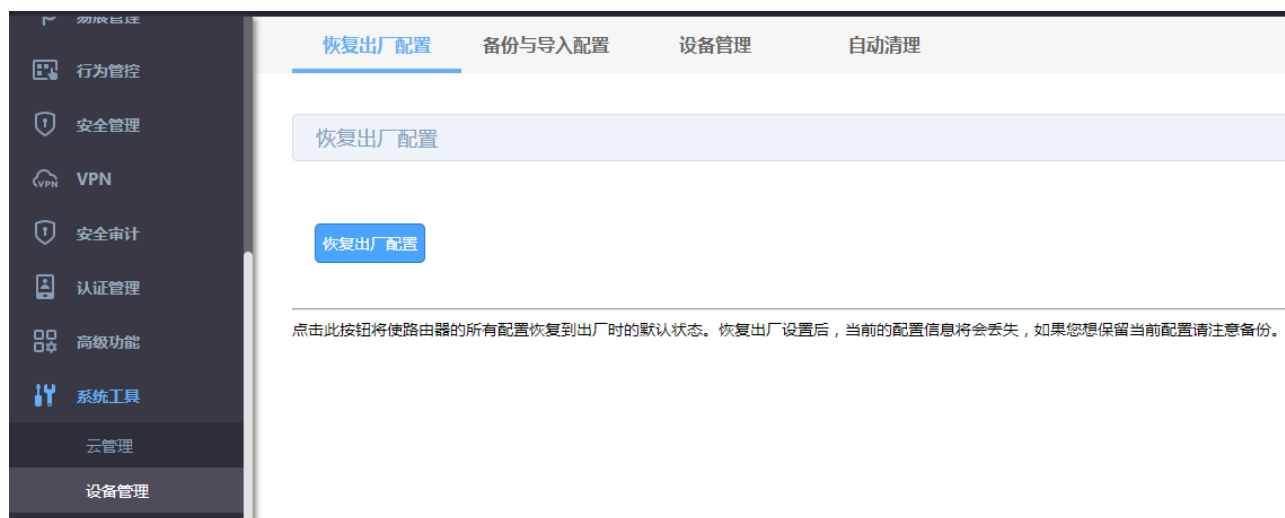 易展管理
行为管控
安全管理
VPN
VPN
安全审计
认证管理
高级功能
系统工具
云管理
设备管理
恢复出厂配置 备份与导入配置 设备管理 自动清理
恢复出厂配置
恢复出厂配置
点击此按钮将使路由器的所有配置恢复到出厂时的默认状态。恢复出厂设置后，当前的配置信息将会丢失，如果您想保留当前配置请注意备份。